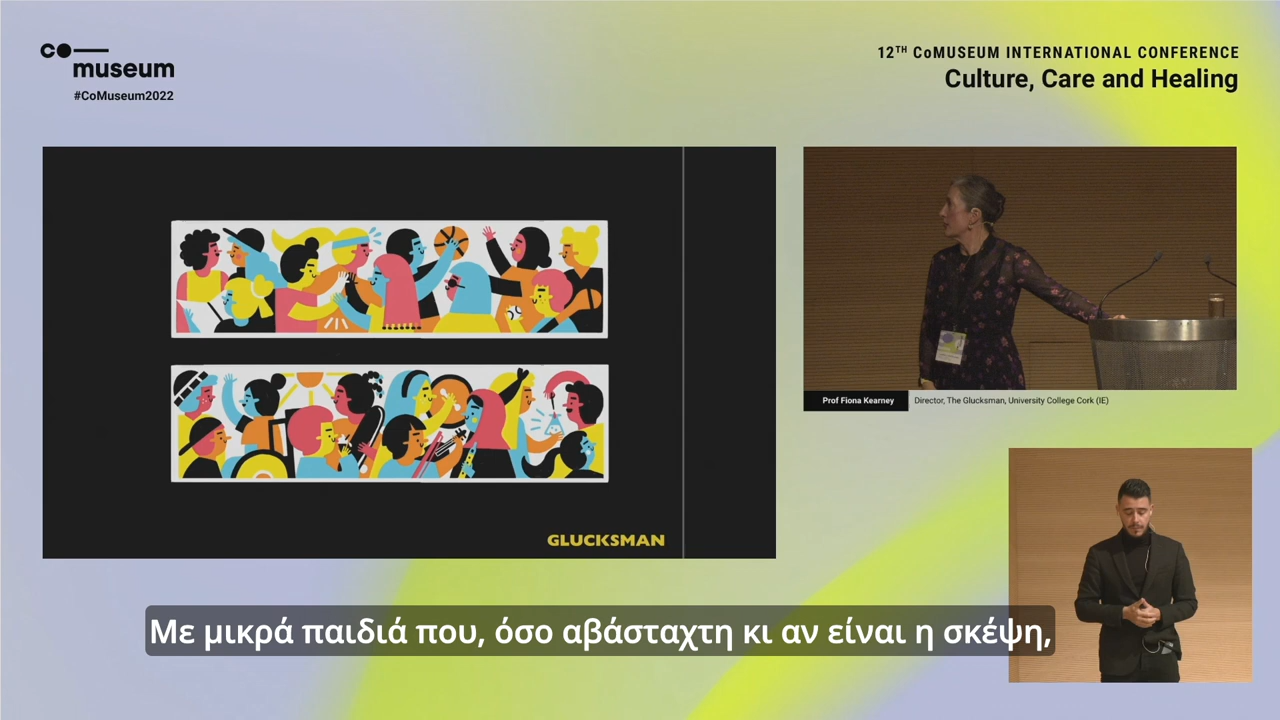 co
museum
#CoMuseum2022
12TH CoMUSEUM INTERNATIONAL CONFERENCE
Culture, Care and Healing
GLUCKSMAN
Prof Fiona Kearney
Director, The Glucksman, University College Cork (IE)
Με μικρά παιδιά που, όσο αβάσταχτη κι αν είναι η σκέψη,